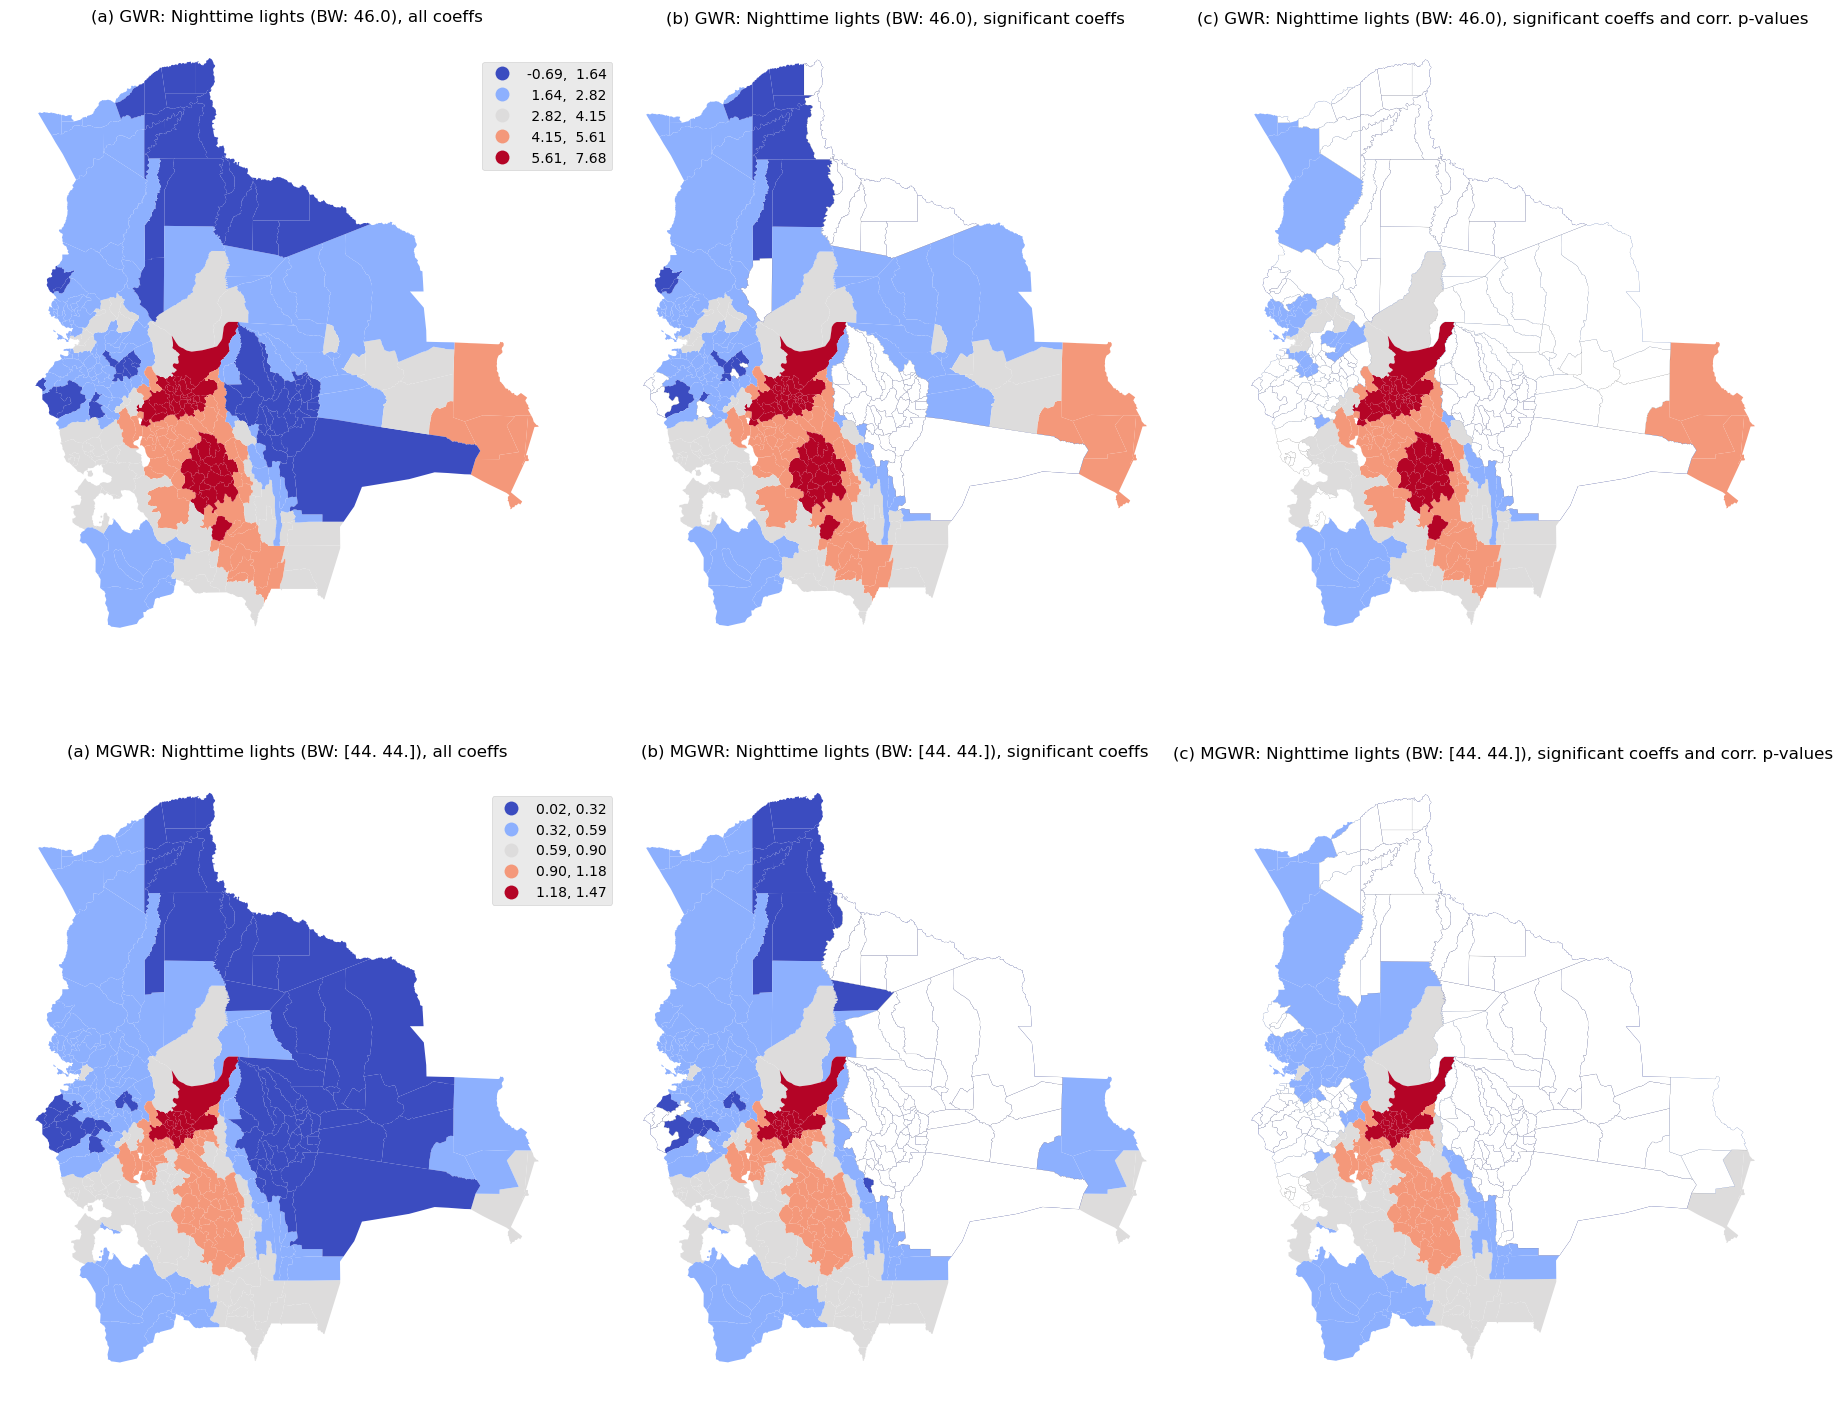 (a) GWR: Nighttime lights (BW: 46.0), all coeffs
(b) GWR: Nighttime lights (BW: 46.0), significant coeffs
(c) GWR: Nighttime lights (BW: 46.0), significant coeffs and corr. p-values
-0.69, 1.64
1.64, 2.82
2.82, 4.15
4.15, 5.61
5.61, 7.68
(a) MGWR: Nighttime lights (BW: [44. 44.]), all coeffs
(b) MGWR: Nighttime lights (BW: [44. 44.]), significant coeffs
(c) MGWR: Nighttime lights (BW: [44. 44.]), significant coeffs and corr. p-values
0.02, 0.32
0.32, 0.59
0.59, 0.90
0.90, 1.18
1.18, 1.47